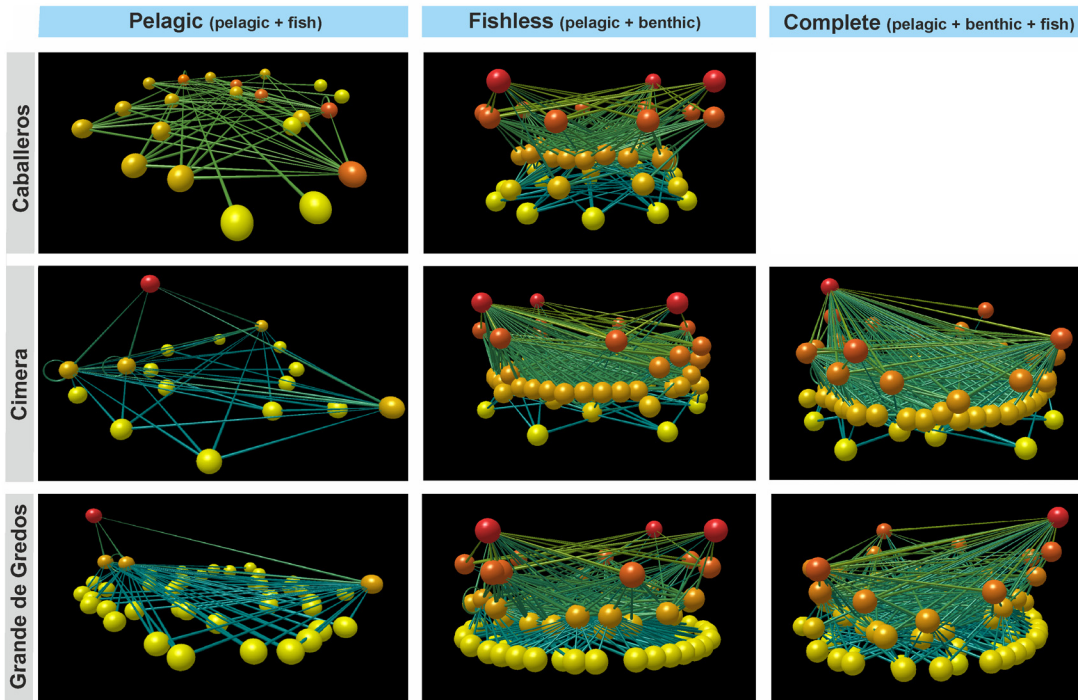 Pelagic (pelagic + fish)
Fishless (pelagic + benthic)
Complete (pelagic + benthic + fish)
Caballeros
Cimera
Grande de Gredos